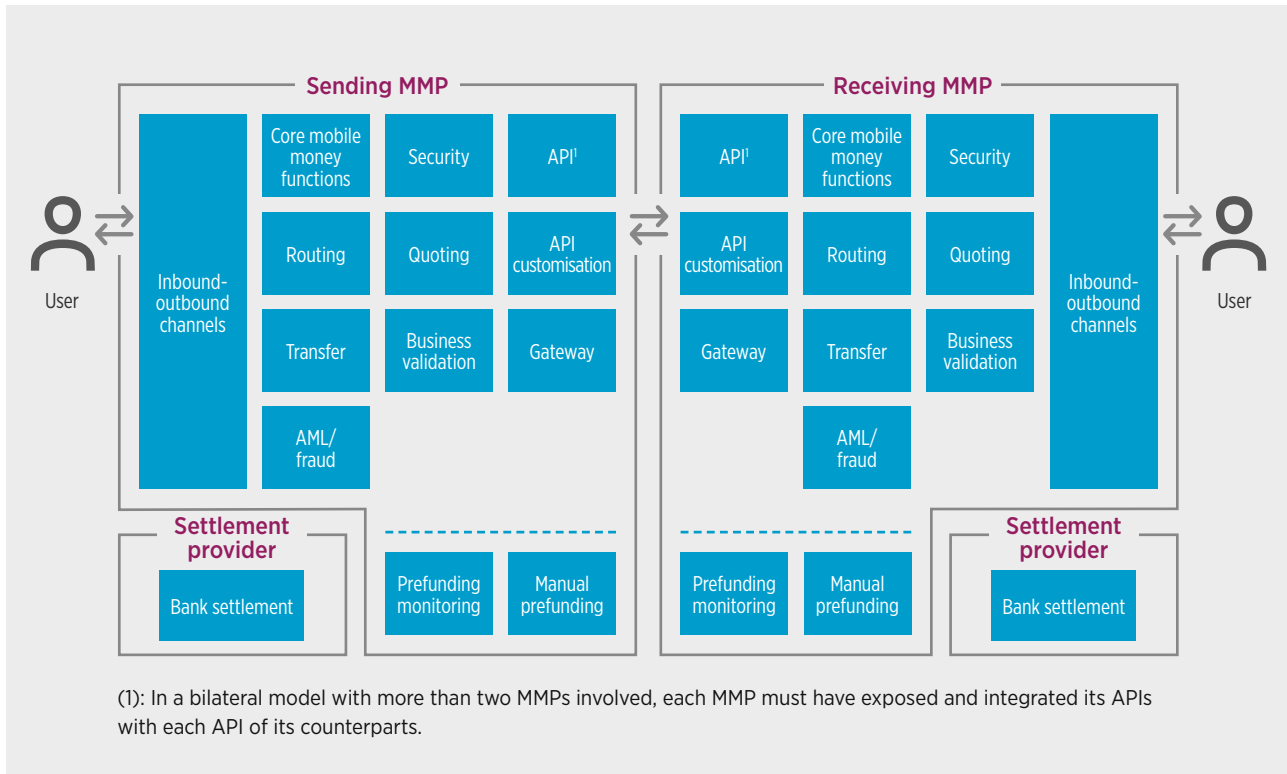 Sending MMP
Receiving MMP
Inbound-
outbound
channels
Core mobile
money
functions
Security
API¹
Routing
Quoting
API
customisation
Transfer
Business
validation
Gateway
AML/
fraud
Prefunding
monitoring
Manual
prefunding
User
Settlement
provider
Bank settlement
API¹
Core mobile
money
functions
Security
Inbound-
outbound
channels
API
customisation
Routing
Quoting
Gateway
Transfer
Business
validation
AML/
fraud
Prefunding
monitoring
Manual
prefunding
User
Settlement
provider
Bank settlement
(1): In a bilateral model with more than two MMPs involved, each MMP must have exposed and integrated its APIs
with each API of its counterparts.